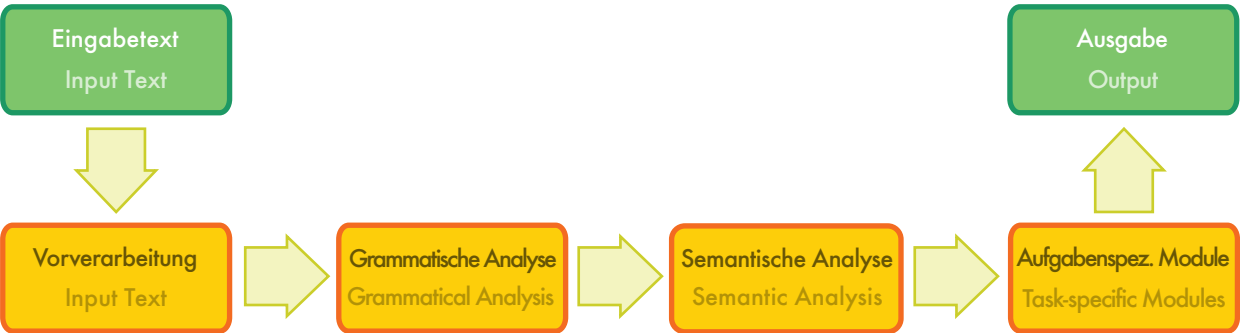 Eingabetext
Input Text
Ausgabe
Output
Vorverarbeitung
Input Text
Grammatische Analyse
Grammatical Analysis
Semantische Analyse
Semantic Analysis
Aufgabenspez. Module
Task-specific Modules